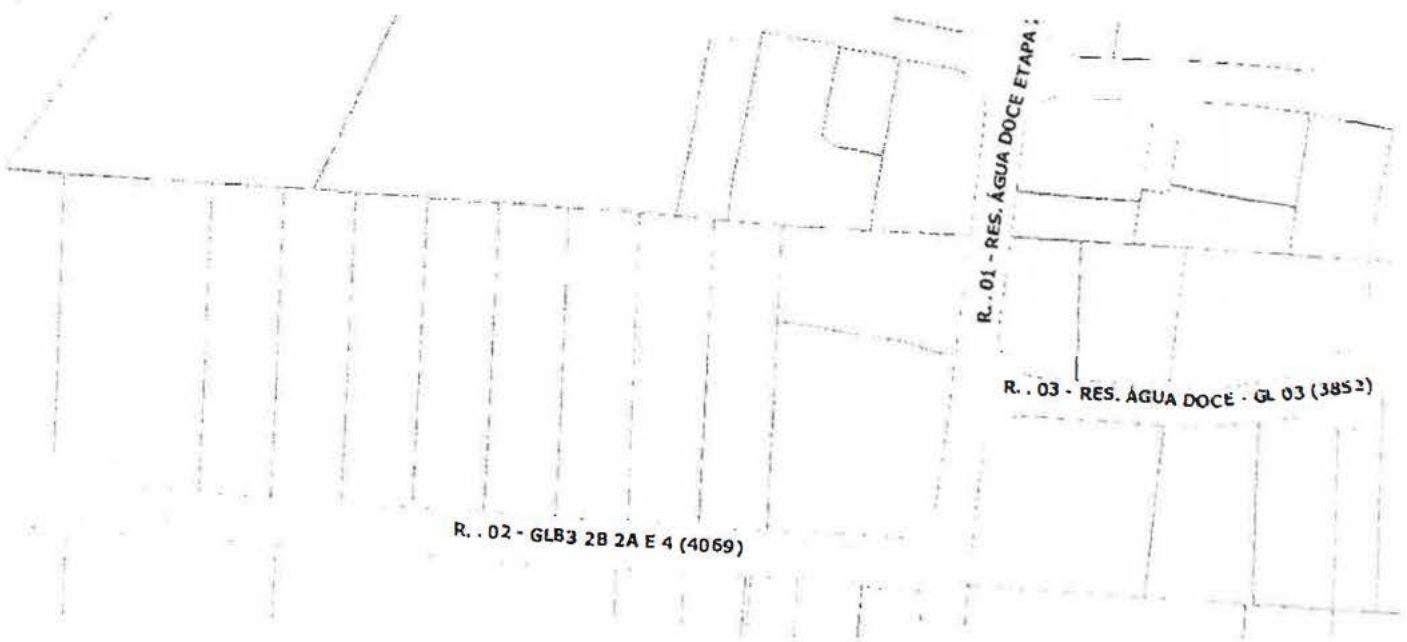 R. . 01 - RES. ÁGUA DOCE ETAPA
R. . 03 - RES. ÁGUA DOCE - GL 03 (3852)
R. . 02 - GLB3 2B 2A E 4 (4069)